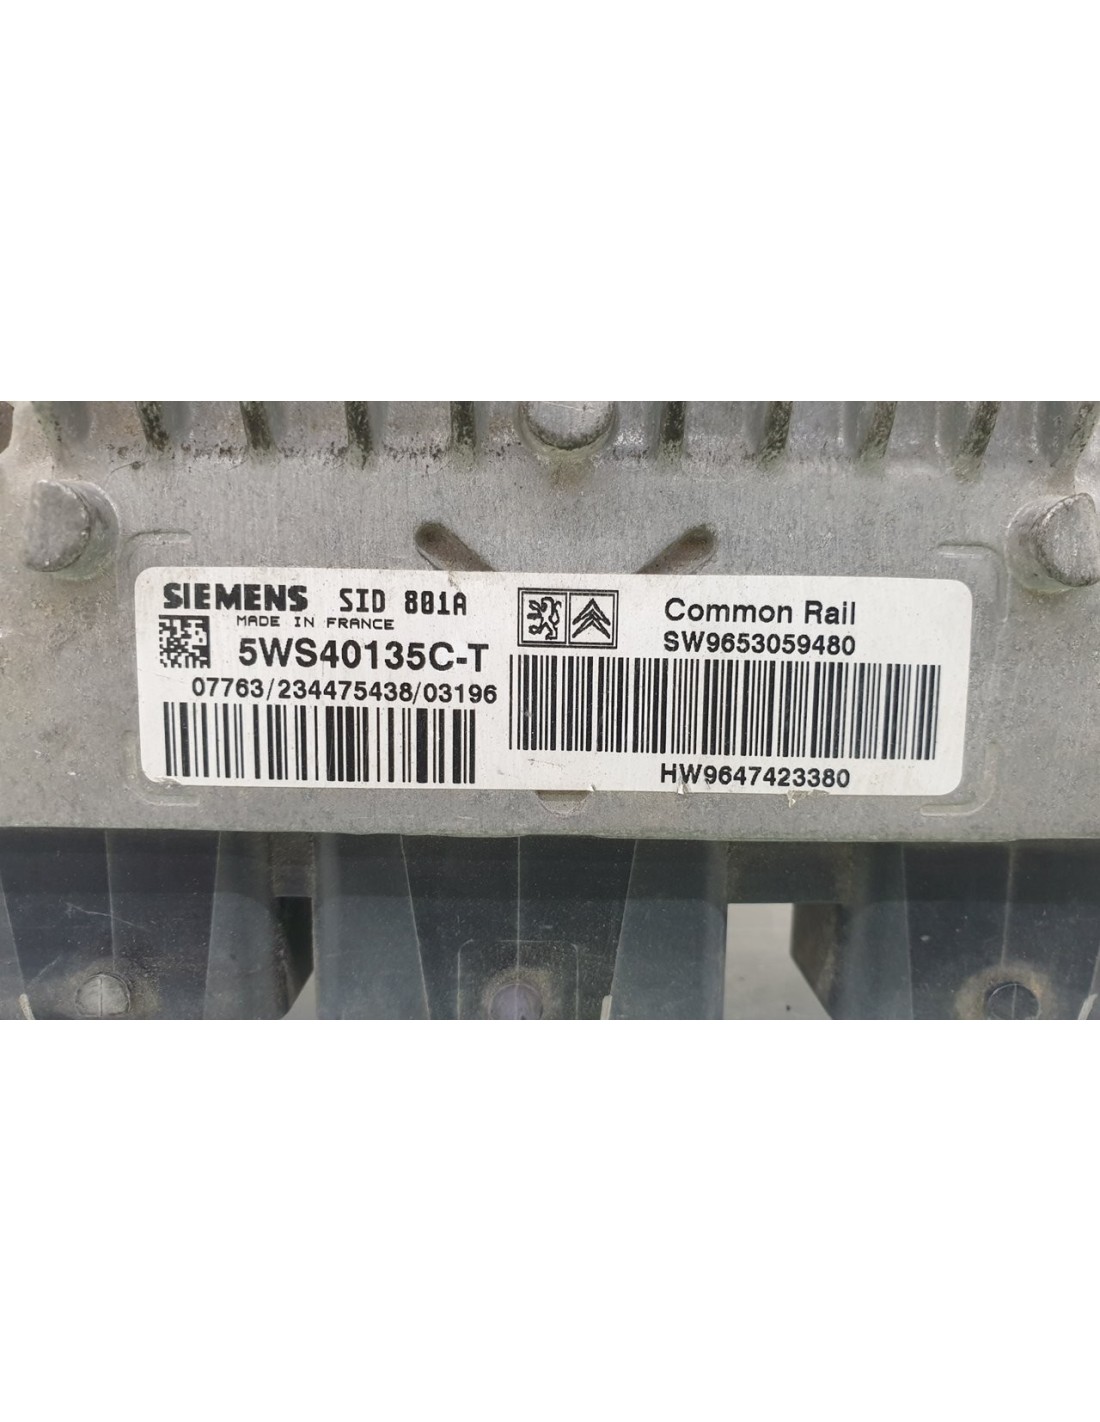 SIEMENS SID 801A
MADE IN FRANCE
5WS40135C-T
07763/234475438/03196
Common Rail
SW9653059480
HW9647423380